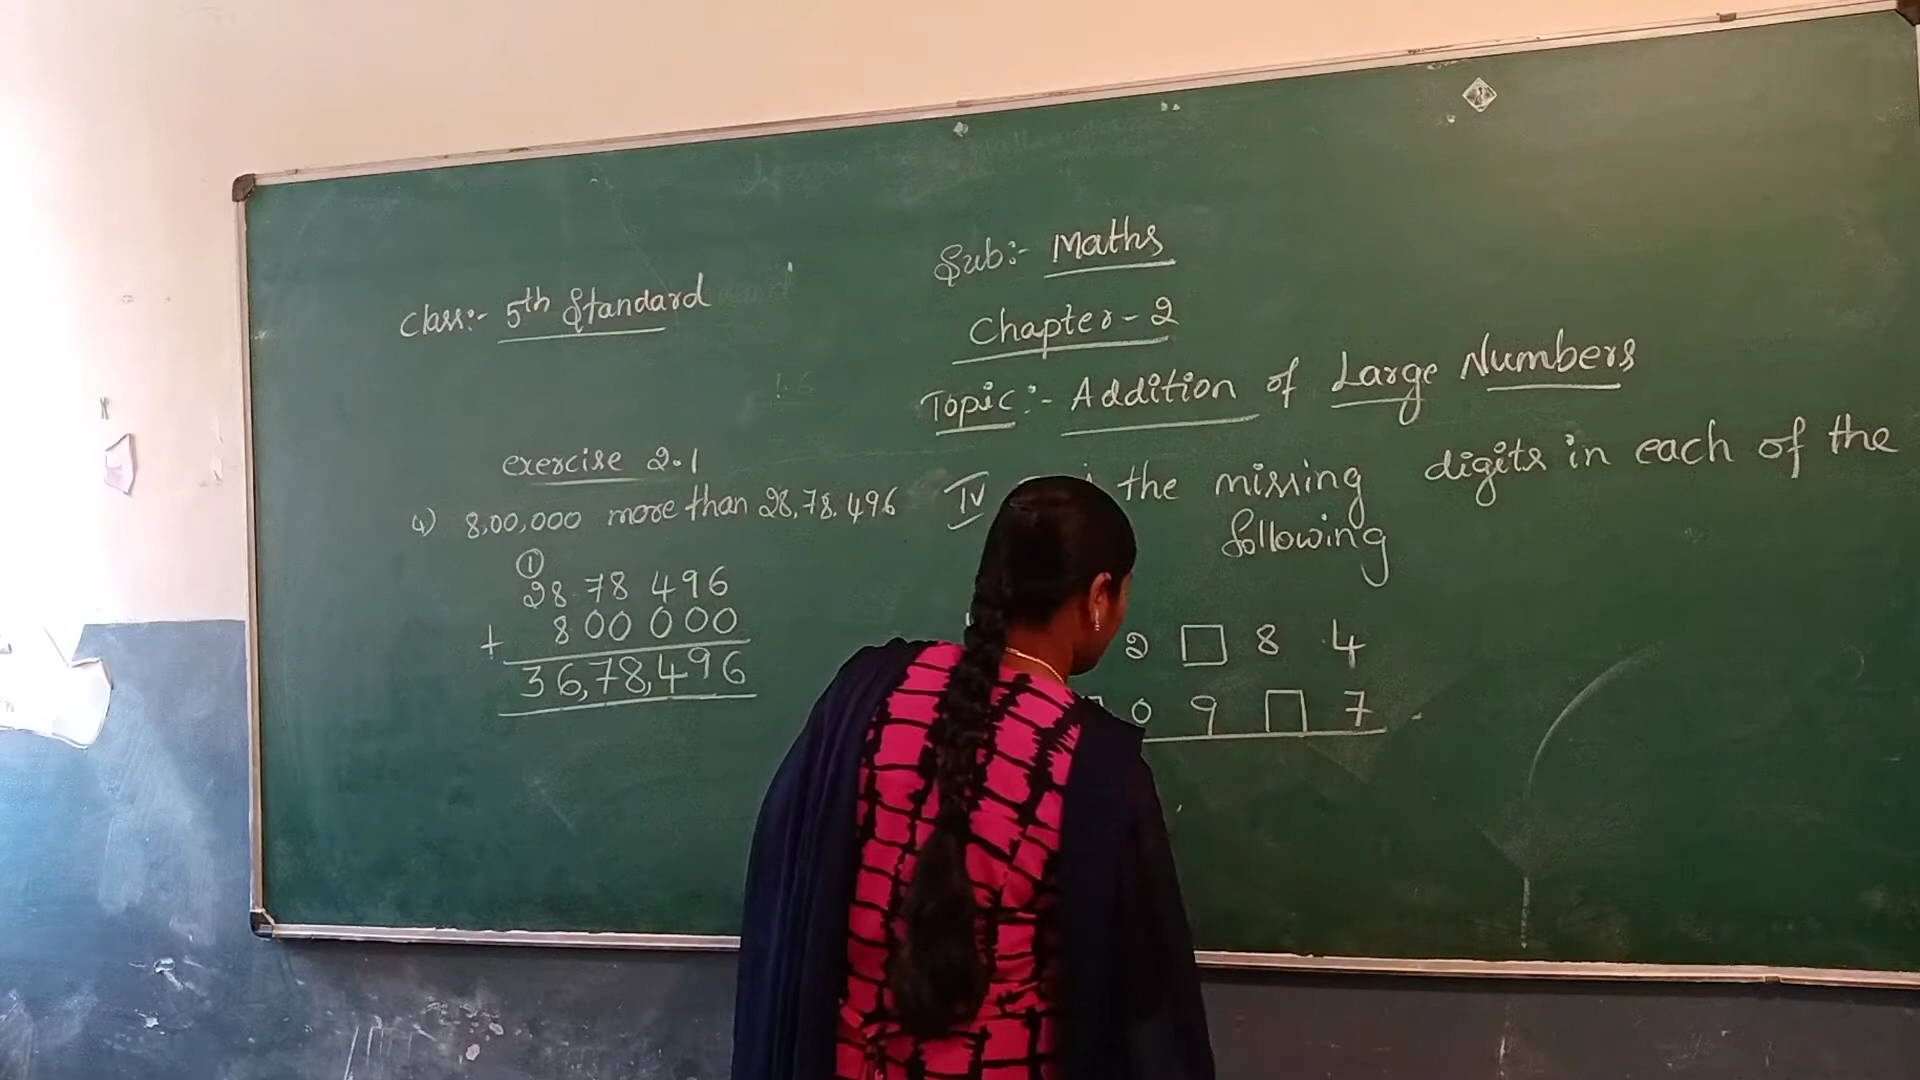 Sub:- Maths
Class:- 5th Standard
Chapter - 2
Topic:- Addition of Large Numbers
exercise 2.1
4) 8,00,000 more than 28,78,496
1
28 78 496
+ 800 000
36,78,496
IV the missing digits in each of the
following
2 □ 8 4
0 9 □ 7